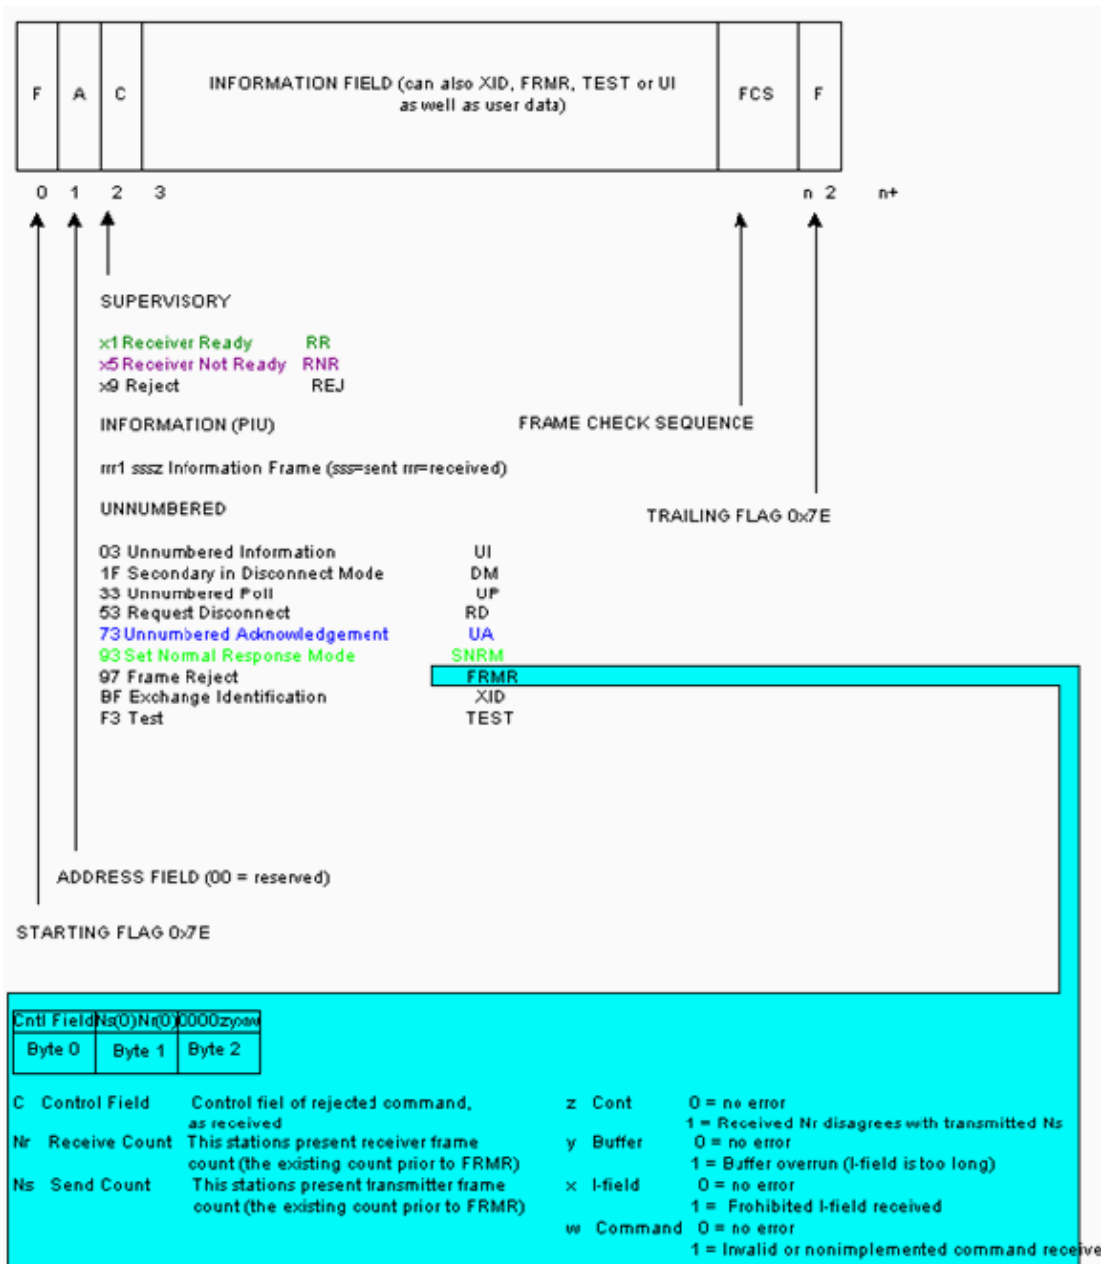 F A C INFORMATION FIELD (can also XID, FRMR, TEST or UI FCS F
as well as user data)
0 1 2 3 n 2 n+
SUPERVISORY
x1 Receiver Ready RR
x5 Receiver Not Ready RNR
x9 Reject REJ
INFORMATION (PIU) FRAME CHECK SEQUENCE
rrr1 sssz Information Frame (sss=sent rrr=received)
UNNUMBERED TRAILING FLAG 0x7E
03 Unnumbered Information UI
1F Secondary in Disconnect Mode DM
33 Unnumbered Poll UP
53 Request Disconnect RD
73 Unnumbered Acknowledgement UA
93 Set Normal Response Mode SNRM
97 Frame Reject FRMR
BF Exchange Identification XID
F3 Test TEST
ADDRESS FIELD (00 = reserved)
STARTING FLAG 0x7E
Cntl Field Ns(0)Nr(0) 0000zyxw
Byte 0 Byte 1 Byte 2
C Control Field Control fiel of rejected command, z Cont 0 = no error
as received 1 = Received Nr disagrees with transmitted Ns
Nr Receive Count This stations present receiver frame y Buffer 0 = no error
count (the existing count prior to FRMR) 1 = Buffer overrun (I-field is too long)
Ns Send Count This stations present transmitter frame x I-field 0 = no error
count (the existing count prior to FRMR) 1 = Prohibited I-field received
w Command 0 = no error
1 = Invalid or nonimplemented command receive